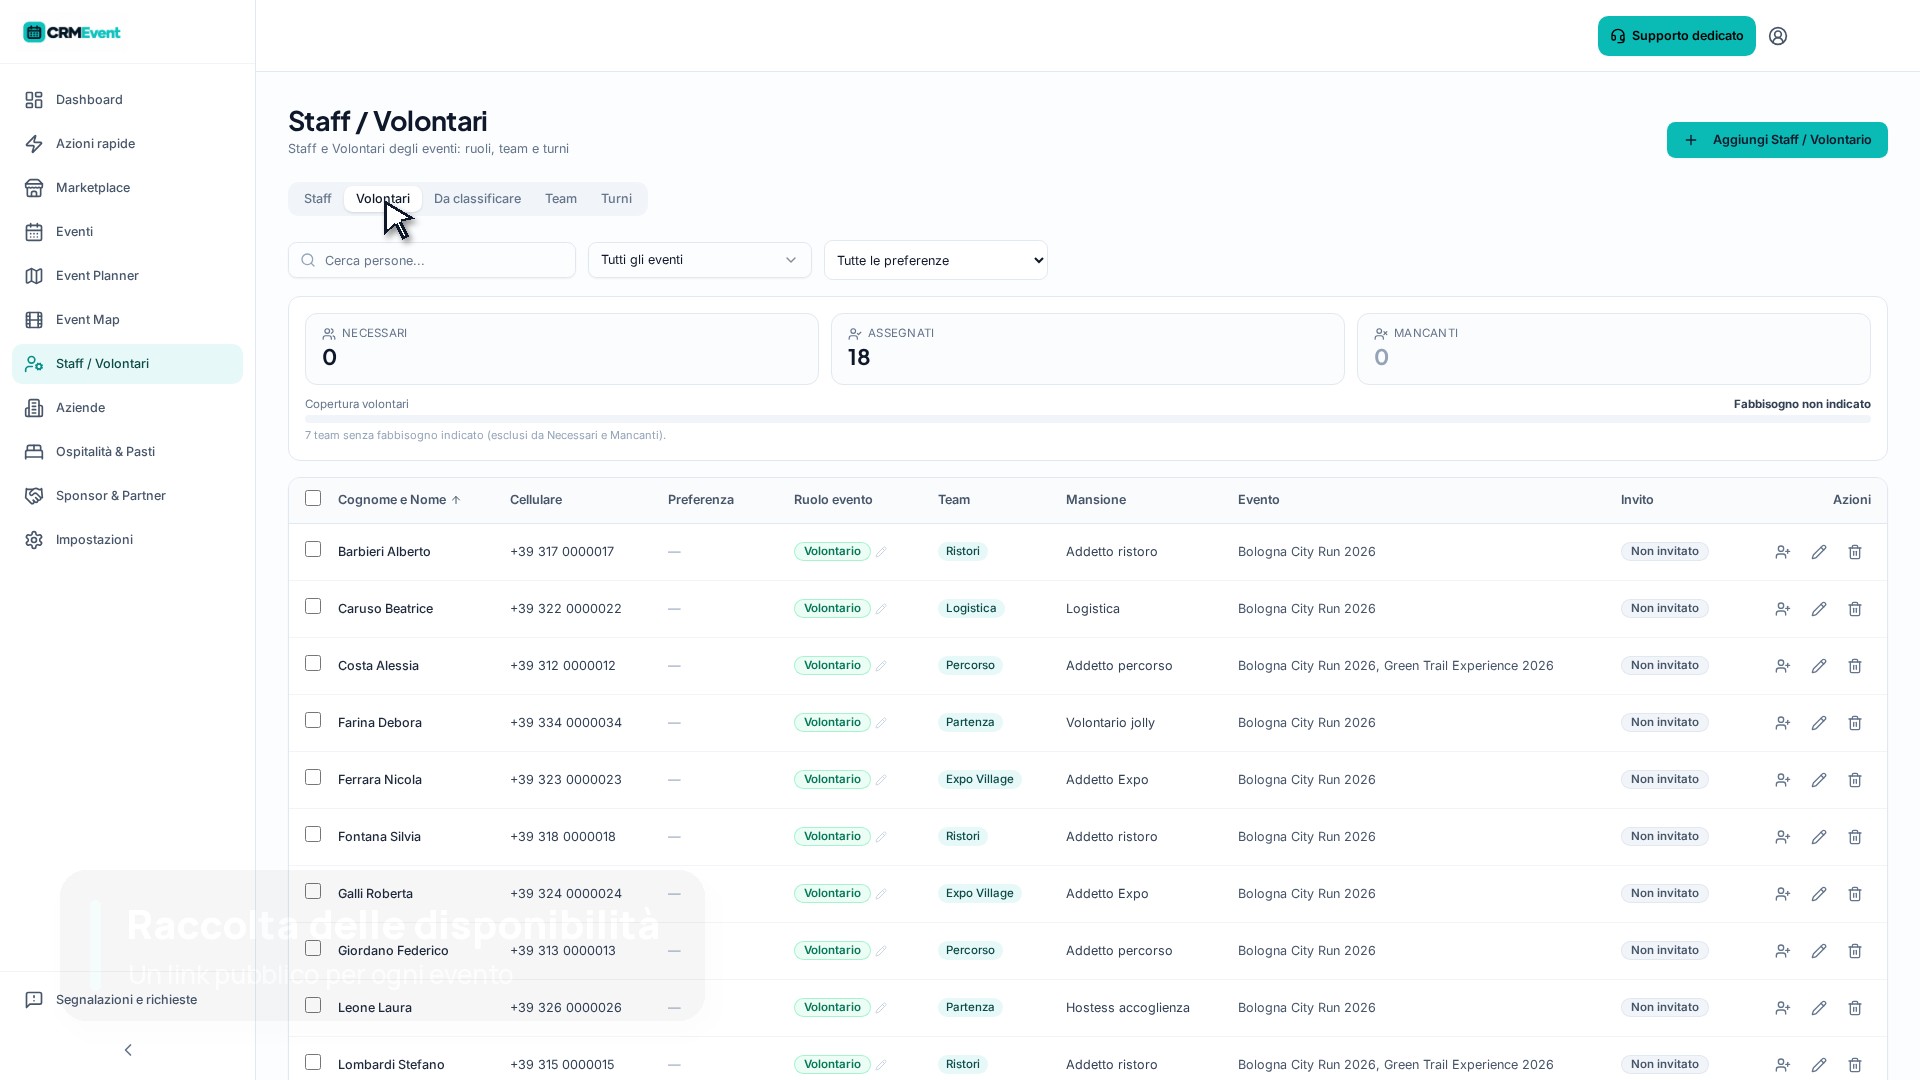 CRMEvent
Supporto dedicato
Dashboard
Azioni rapide
Marketplace
Eventi
Event Planner
Event Map
Staff / Volontari
Aziende
Ospitalità & Pasti
Sponsor & Partner
Impostazioni
Segnalazioni e richieste
Staff / Volontari
Staff e Volontari degli eventi: ruoli, team e turni
Aggiungi Staff / Volontario
Staff Volontari Da classificare Team Turni
Cerca persone... Tutti gli eventi Tutte le preferenze
NECESSARI
0
ASSEGNATI
18
MANCANTI
0
Copertura volontari Fabbisogno non indicato
7 team senza fabbisogno indicato (esclusi da Necessari e Mancanti).
Cognome e Nome Cellulare Preferenza Ruolo evento Team Mansione Evento Invito Azioni
Barbieri Alberto +39 317 0000017 — Volontario Ristori Addetto ristoro Bologna City Run 2026 Non invitato
Caruso Beatrice +39 322 0000022 — Volontario Logistica Logistica Bologna City Run 2026 Non invitato
Costa Alessia +39 312 0000012 — Volontario Percorso Addetto percorso Bologna City Run 2026, Green Trail Experience 2026 Non invitato
Farina Debora +39 334 0000034 — Volontario Partenza Volontario jolly Bologna City Run 2026 Non invitato
Ferrara Nicola +39 323 0000023 — Volontario Expo Village Addetto Expo Bologna City Run 2026 Non invitato
Fontana Silvia +39 318 0000018 — Volontario Ristori Addetto ristoro Bologna City Run 2026 Non invitato
Galli Roberta +39 324 0000024 — Volontario Expo Village Addetto Expo Bologna City Run 2026 Non invitato
Giordano Federico +39 313 0000013 — Volontario Percorso Addetto percorso Bologna City Run 2026 Non invitato
Leone Laura +39 326 0000026 — Volontario Partenza Hostess accoglienza Bologna City Run 2026 Non invitato
Lombardi Stefano +39 315 0000015 — Volontario Ristori Addetto ristoro Bologna City Run 2026, Green Trail Experience 2026 Non invitato
Raccolta delle disponibilità
Un link pubblico per ogni evento